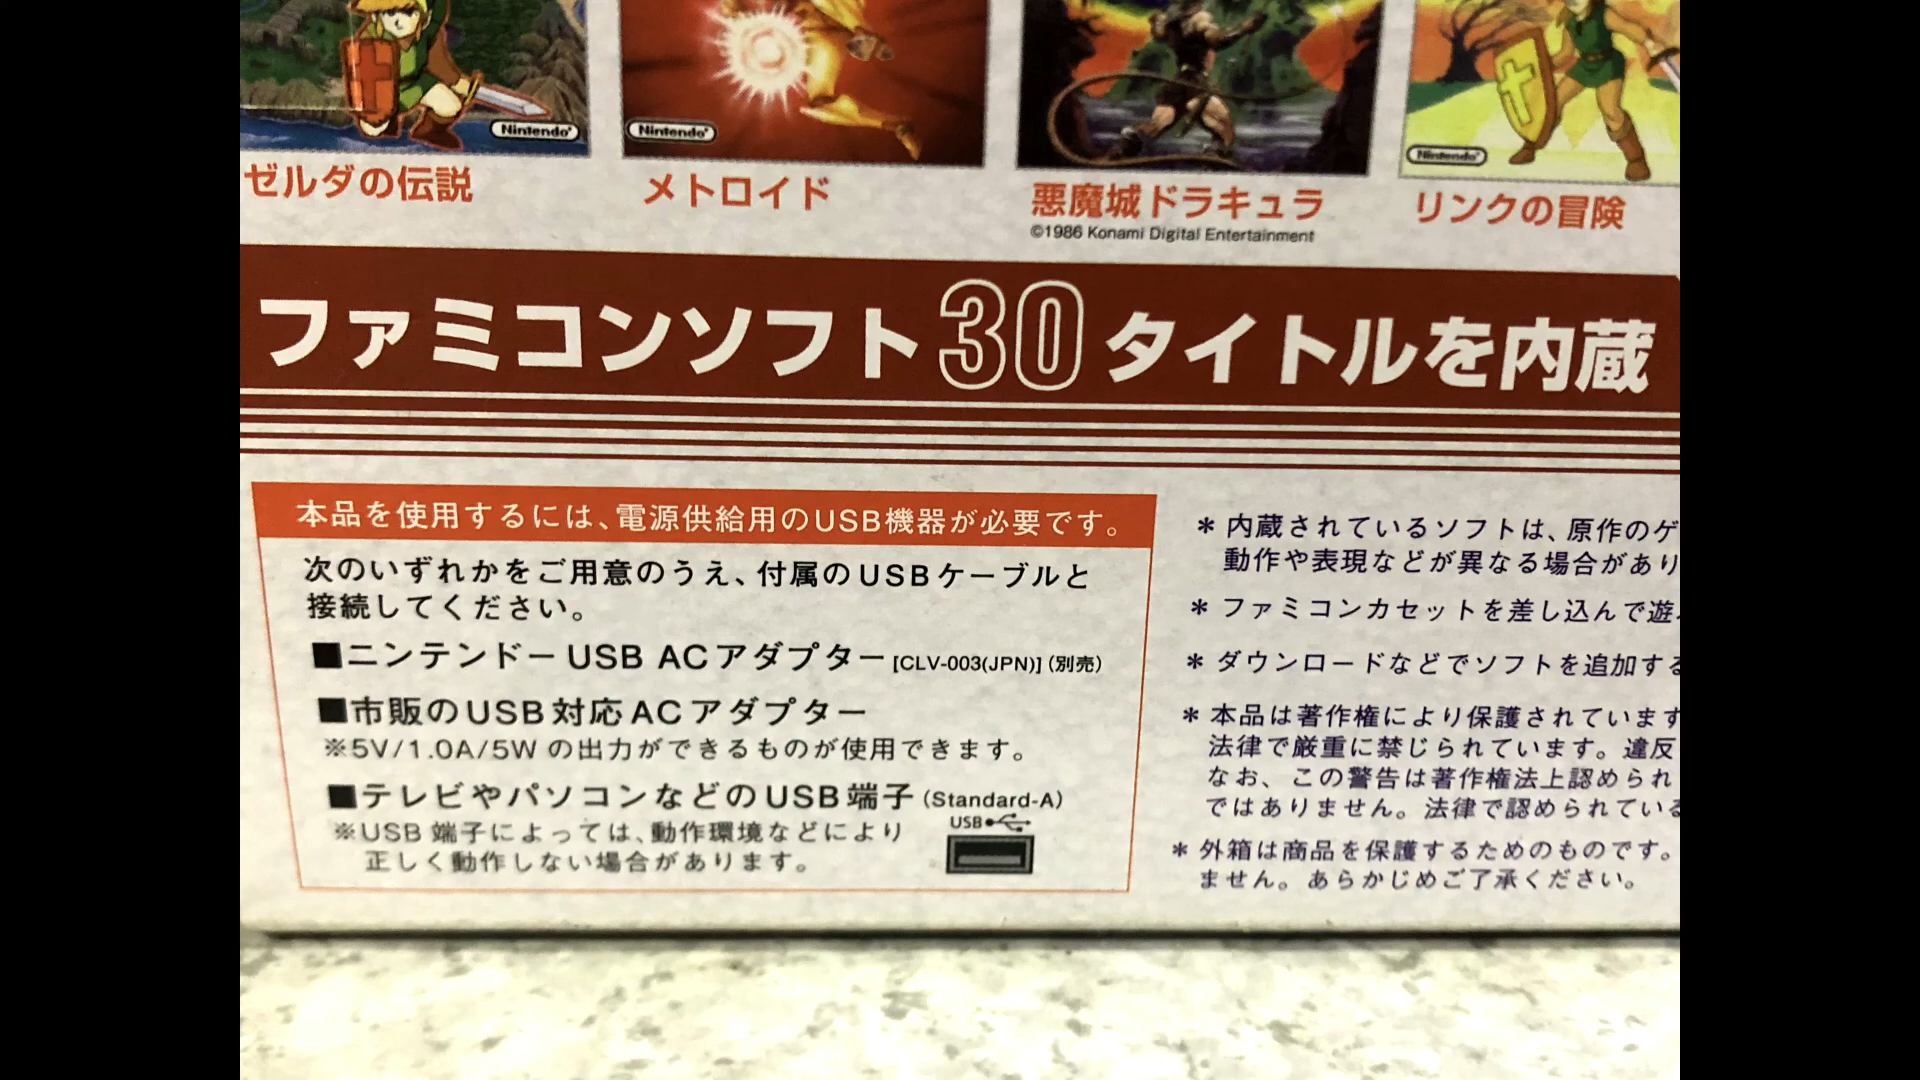 Nintendo
Nintendo
Nintendo
ゼルダの伝説
メトロイド
悪魔城ドラキュラ
©1986 Konami Digital Entertainment
リンクの冒険
ファミコンソフト30タイトルを内蔵
本品を使用するには、電源供給用のUSB機器が必要です。
次のいずれかをご用意のうえ、付属のUSBケーブルと
接続してください。
■ニンテンドーUSB ACアダプター[CLV-003(JPN)](別売)
■市販のUSB対応ACアダプター
※5V/1.0A/5Wの出力ができるものが使用できます。
■テレビやパソコンなどのUSB端子(Standard-A)
※USB端子によっては、動作環境などにより
正しく動作しない場合があります。
USB
* 内蔵されているソフトは、原作のゲ
動作や表現などが異なる場合があり
* ファミコンカセットを差し込んで遊
* ダウンロードなどでソフトを追加する
* 本品は著作権により保護されています
法律で厳重に禁じられています。違反
なお、この警告は著作権法上認められ
ではありません。法律で認められている
* 外箱は商品を保護するためのものです。
ません。あらかじめご了承ください。